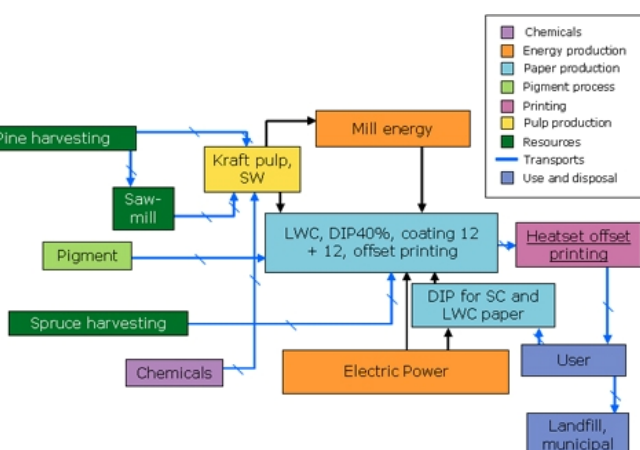 Chemicals
Energy production
Paper production
Pigment process
Printing
Pulp production
Resources
Transports
Use and disposal
Pine harvesting
Mill energy
Kraft pulp,
SW
Saw-
mill
LWC, DIP40%, coating 12
+ 12, offset printing
Heatset offset
printing
Pigment
DIP for SC and
LWC paper
Spruce harvesting
User
Chemicals
Electric Power
Landfill,
municipal